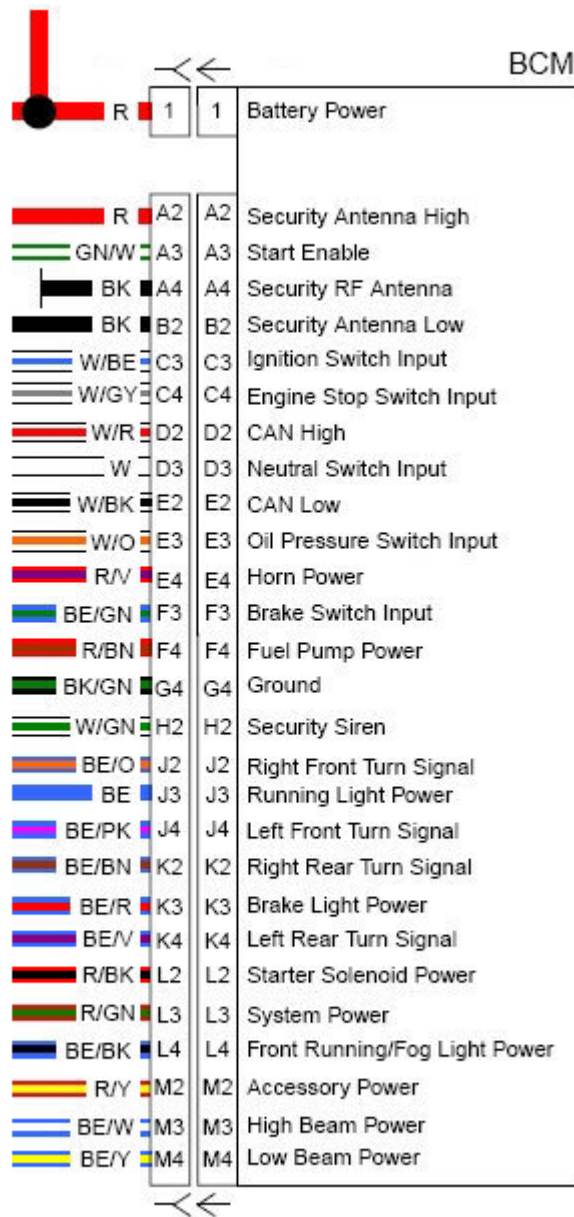 BCM
R 1 1 Battery Power
R A2 A2 Security Antenna High
GN/W A3 A3 Start Enable
BK A4 A4 Security RF Antenna
BK B2 B2 Security Antenna Low
W/BE C3 C3 Ignition Switch Input
W/GY C4 C4 Engine Stop Switch Input
W/R D2 D2 CAN High
W D3 D3 Neutral Switch Input
W/BK E2 E2 CAN Low
W/O E3 E3 Oil Pressure Switch Input
R/V E4 E4 Horn Power
BE/GN F3 F3 Brake Switch Input
R/BN F4 F4 Fuel Pump Power
BK/GN G4 G4 Ground
W/GN H2 H2 Security Siren
BE/O J2 J2 Right Front Turn Signal
BE J3 J3 Running Light Power
BE/PK J4 J4 Left Front Turn Signal
BE/BN K2 K2 Right Rear Turn Signal
BE/R K3 K3 Brake Light Power
BE/V K4 K4 Left Rear Turn Signal
R/BK L2 L2 Starter Solenoid Power
R/GN L3 L3 System Power
BE/BK L4 L4 Front Running/Fog Light Power
R/Y M2 M2 Accessory Power
BE/W M3 M3 High Beam Power
BE/Y M4 M4 Low Beam Power